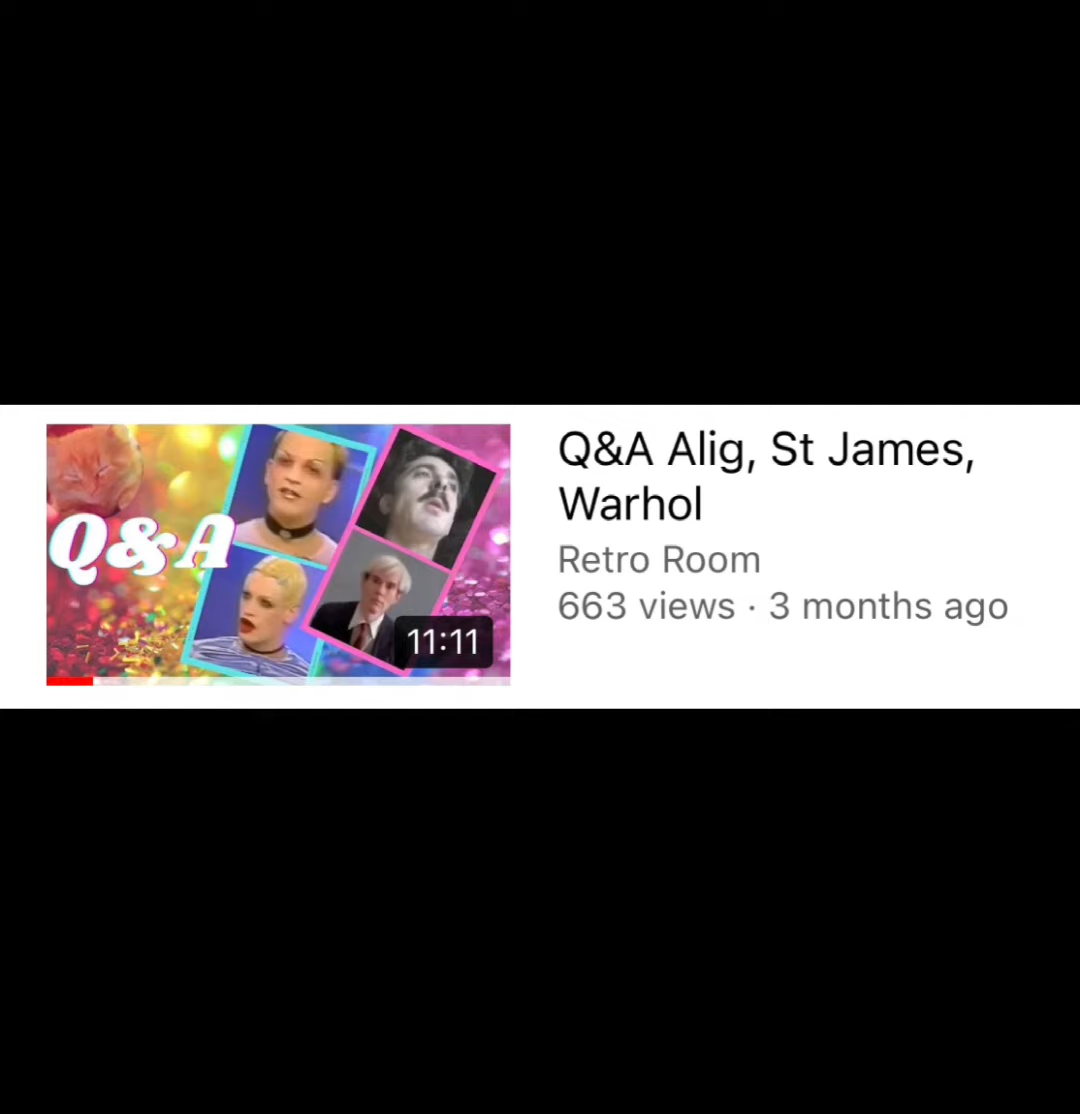 Q&A
11:11
Q&A Alig, St James,
Warhol
Retro Room
663 views · 3 months ago